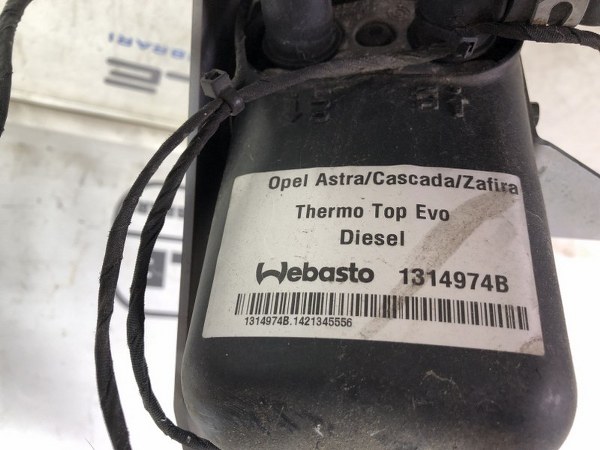 Opel Astra/Cascada/Zafira
Thermo Top Evo
Diesel
Webasto 1314974B
1314974B.1421345556